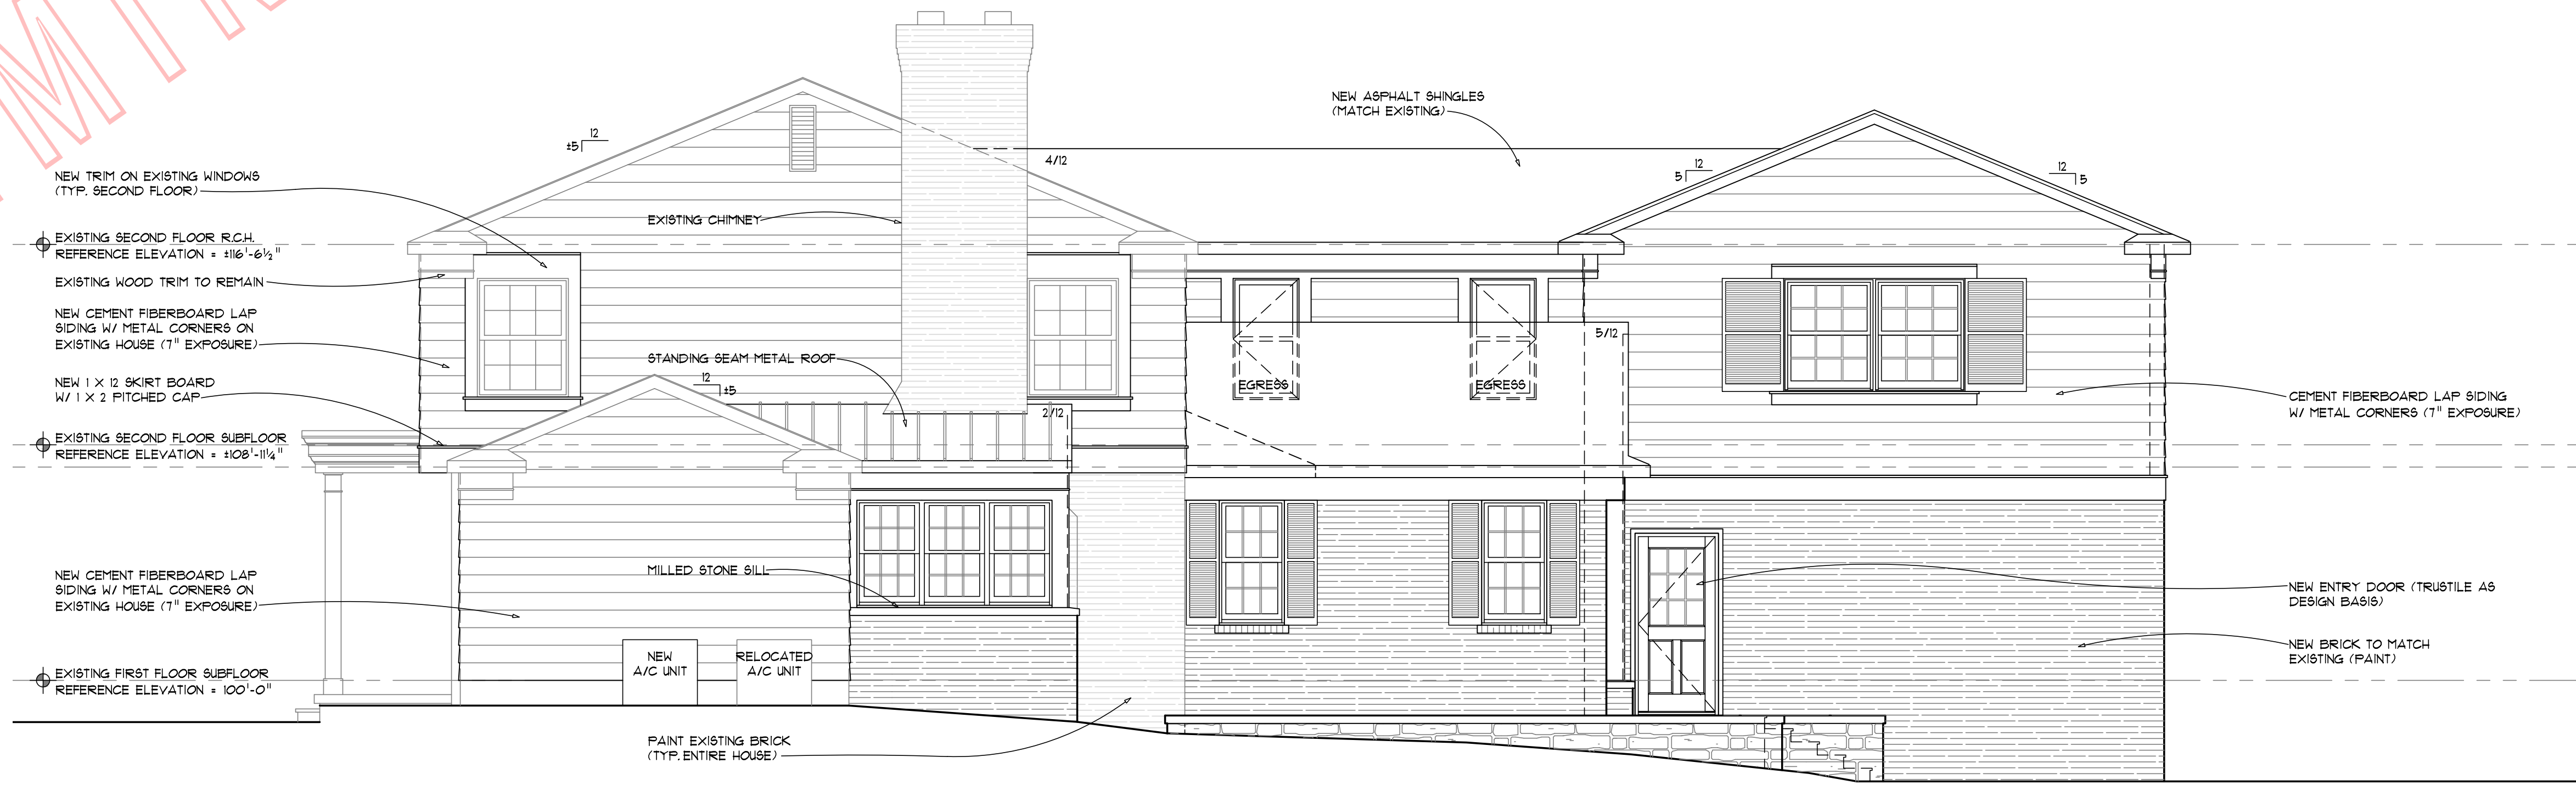 NEW ASPHALT SHINGLES
(MATCH EXISTING)
12
±5
4/12
12
5
12
5
NEW TRIM ON EXISTING WINDOWS
(TYP. SECOND FLOOR)
EXISTING CHIMNEY
EXISTING SECOND FLOOR R.C.H.
REFERENCE ELEVATION = ±116'-6½"
EXISTING WOOD TRIM TO REMAIN
NEW CEMENT FIBERBOARD LAP
SIDING W/ METAL CORNERS ON
EXISTING HOUSE (7" EXPOSURE)
5/12
STANDING SEAM METAL ROOF
12
±5
EGRESS
EGRESS
NEW 1 X 12 SKIRT BOARD
W/ 1 X 2 PITCHED CAP
2/12
CEMENT FIBERBOARD LAP SIDING
W/ METAL CORNERS (7" EXPOSURE)
EXISTING SECOND FLOOR SUBFLOOR
REFERENCE ELEVATION = ±108'-11¼"
NEW CEMENT FIBERBOARD LAP
SIDING W/ METAL CORNERS ON
EXISTING HOUSE (7" EXPOSURE)
MILLED STONE SILL
NEW ENTRY DOOR (TRUSTILE AS
DESIGN BASIS)
NEW
A/C UNIT
RELOCATED
A/C UNIT
NEW BRICK TO MATCH
EXISTING (PAINT)
EXISTING FIRST FLOOR SUBFLOOR
REFERENCE ELEVATION = 100'-0"
PAINT EXISTING BRICK
(TYP. ENTIRE HOUSE)